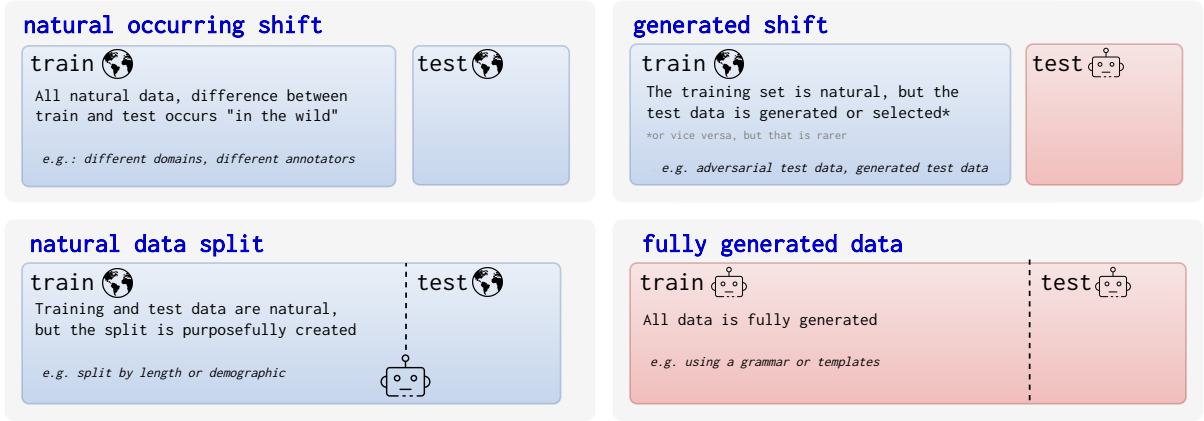 natural occurring shift
train
test
All natural data, difference between
train and test occurs "in the wild"
e.g.: different domains, different annotators
generated shift
train
test
The training set is natural, but the
test data is generated or selected*
*or vice versa, but that is rarer
e.g. adversarial test data, generated test data
natural data split
train
test
Training and test data are natural,
but the split is purposefully created
e.g. split by length or demographic
fully generated data
train
test
All data is fully generated
e.g. using a grammar or templates